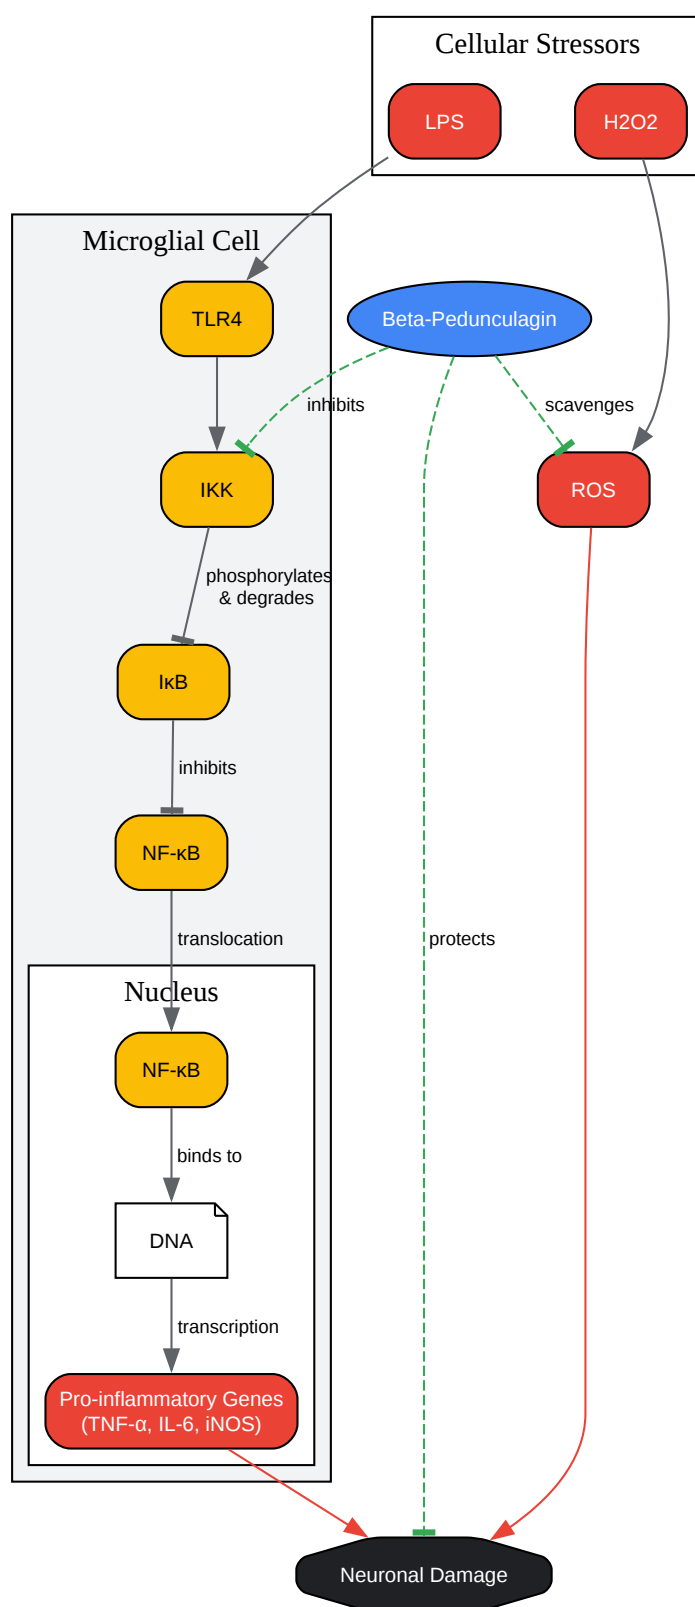 Cellular Stressors
LPS
H2O2
Microglial Cell
TLR4
Beta-Pedunculagin
inhibits
scavenges
IKK
ROS
phosphorylates
& degrades
IκB
inhibits
NF-κB
translocation
protects
Nucleus
NF-κB
binds to
DNA
transcription
Pro-inflammatory Genes
(TNF-α, IL-6, iNOS)
Neuronal Damage